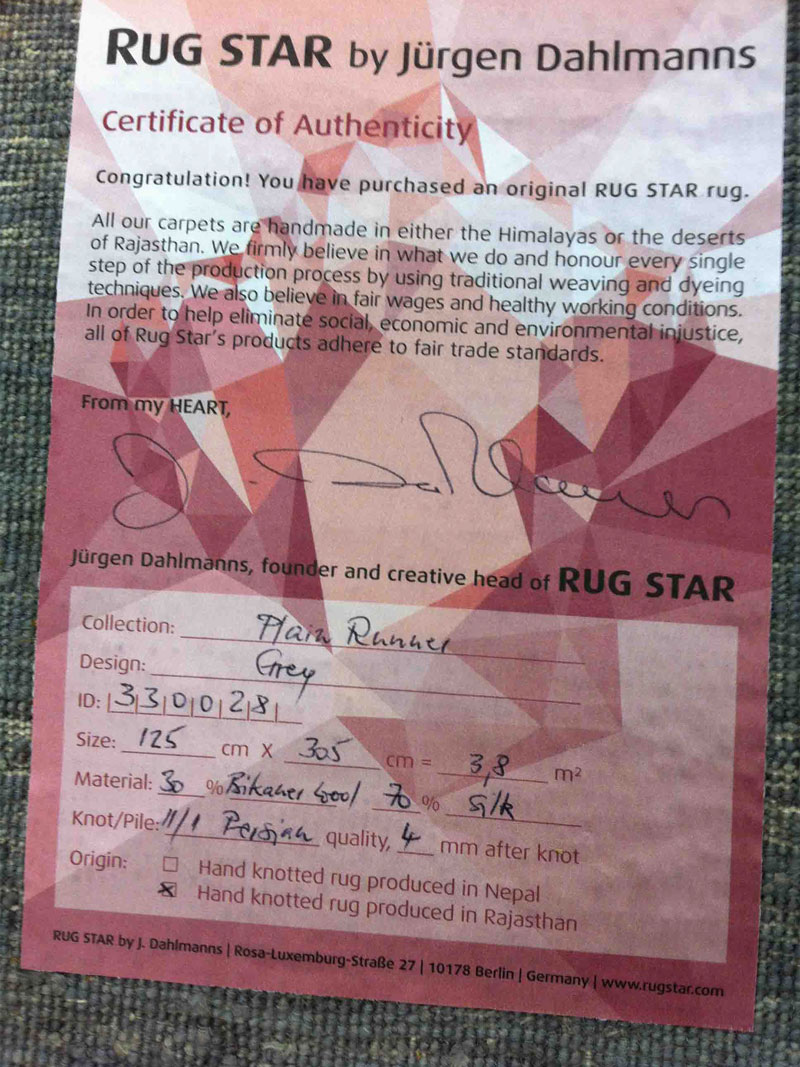 RUG STAR by Jürgen Dahlmanns
Certificate of Authenticity
Congratulation! You have purchased an original RUG STAR rug.
All our carpets are handmade in either the Himalayas or the deserts
of Rajasthan. We firmly believe in what we do and honour every single
step of the production process by using traditional weaving and dyeing
techniques. We also believe in fair wages and healthy working conditions.
In order to help eliminate social, economic and environmental injustice,
all of Rug Star's products adhere to fair trade standards.
From my HEART,
J. Dahlmanns
Jürgen Dahlmanns, founder and creative head of RUG STAR
Collection: Plain Runner
Design: Grey
ID: |3|3|0|0|2|8|
Size: 125 cm X 305 cm = 3,8 m²
Material: 30 % Bikaner Wool 70 % Silk
Knot/Pile: 11/1 Persian quality, 4 mm after knot
Origin: ☐ Hand knotted rug produced in Nepal
☒ Hand knotted rug produced in Rajasthan
RUG STAR by J. Dahlmanns | Rosa-Luxemburg-Straße 27 | 10178 Berlin | Germany | www.rugstar.com